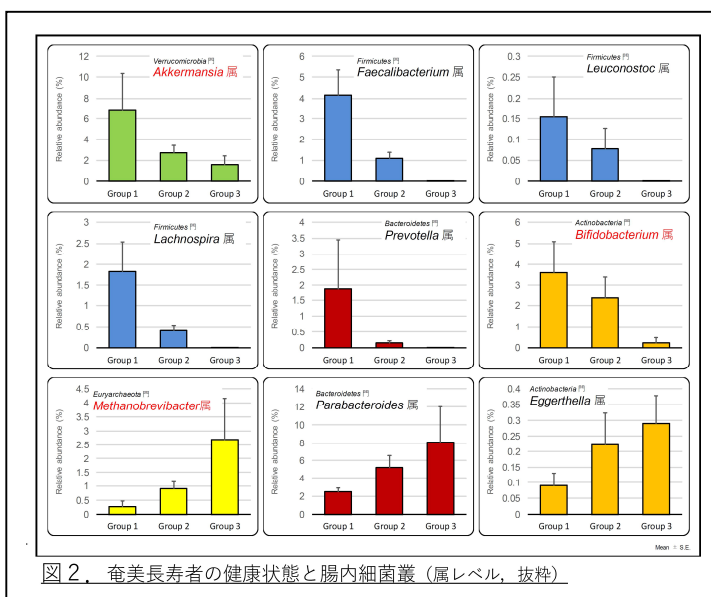 Verrucomicrobia 門
Akkermansia 属
Relative abundance (%)
12
10
8
6
4
2
0
Group 1 Group 2 Group 3
Firmicutes 門
Faecalibacterium 属
Relative abundance (%)
6
5
4
3
2
1
0
Group 1 Group 2 Group 3
Firmicutes 門
Leuconostoc 属
Relative abundance (%)
0.3
0.25
0.2
0.15
0.1
0.05
0
Group 1 Group 2 Group 3
Firmicutes 門
Lachnospira 属
Relative abundance (%)
3
2.5
2
1.5
1
0.5
0
Group 1 Group 2 Group 3
Bacteroidetes 門
Prevotella 属
Relative abundance (%)
4
3.5
3
2.5
2
1.5
1
0.5
0
Group 1 Group 2 Group 3
Actinobacteria 門
Bifidobacterium 属
Relative abundance (%)
6
5
4
3
2
1
0
Group 1 Group 2 Group 3
Euryarchaeota 門
Methanobrevibacter属
Relative abundance (%)
4.5
4
3.5
3
2.5
2
1.5
1
0.5
0
Group 1 Group 2 Group 3
Bacteroidetes 門
Parabacteroides 属
Relative abundance (%)
14
12
10
8
6
4
2
0
Group 1 Group 2 Group 3
Actinobacteria 門
Eggerthella 属
Relative abundance (%)
0.4
0.35
0.3
0.25
0.2
0.15
0.1
0.05
0
Group 1 Group 2 Group 3
Mean ± S.E.
図２．奄美長寿者の健康状態と腸内細菌叢（属レベル，抜粋）